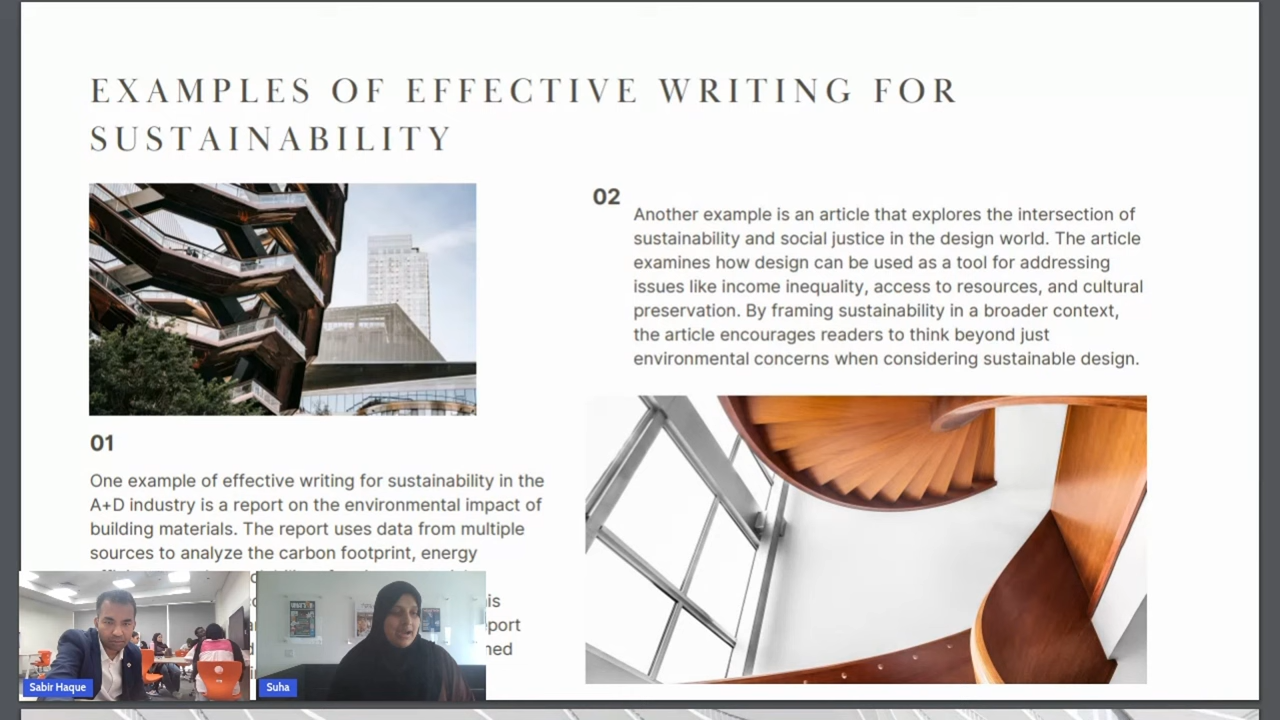 EXAMPLES OF EFFECTIVE WRITING FOR
SUSTAINABILITY
01
One example of effective writing for sustainability in the
A+D industry is a report on the environmental impact of
building materials. The report uses data from multiple
sources to analyze the carbon footprint, energy
02
Another example is an article that explores the intersection of
sustainability and social justice in the design world. The article
examines how design can be used as a tool for addressing
issues like income inequality, access to resources, and cultural
preservation. By framing sustainability in a broader context,
the article encourages readers to think beyond just
environmental concerns when considering sustainable design.
Sabir Haque
Suha